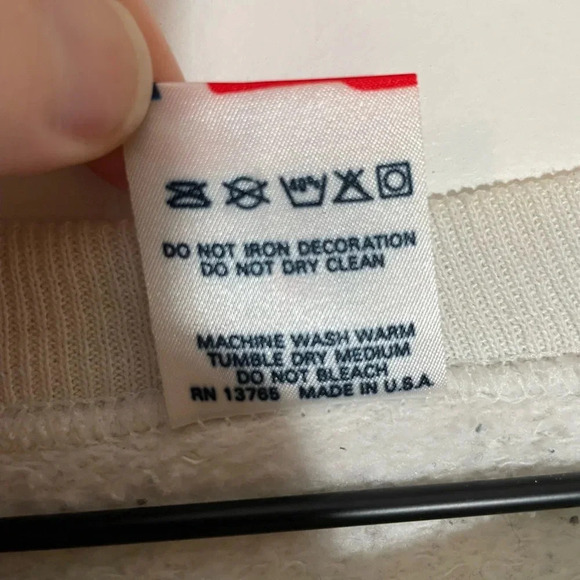 40°
DO NOT IRON DECORATION
DO NOT DRY CLEAN
MACHINE WASH WARM
TUMBLE DRY MEDIUM
DO NOT BLEACH
RN 13765 MADE IN U.S.A